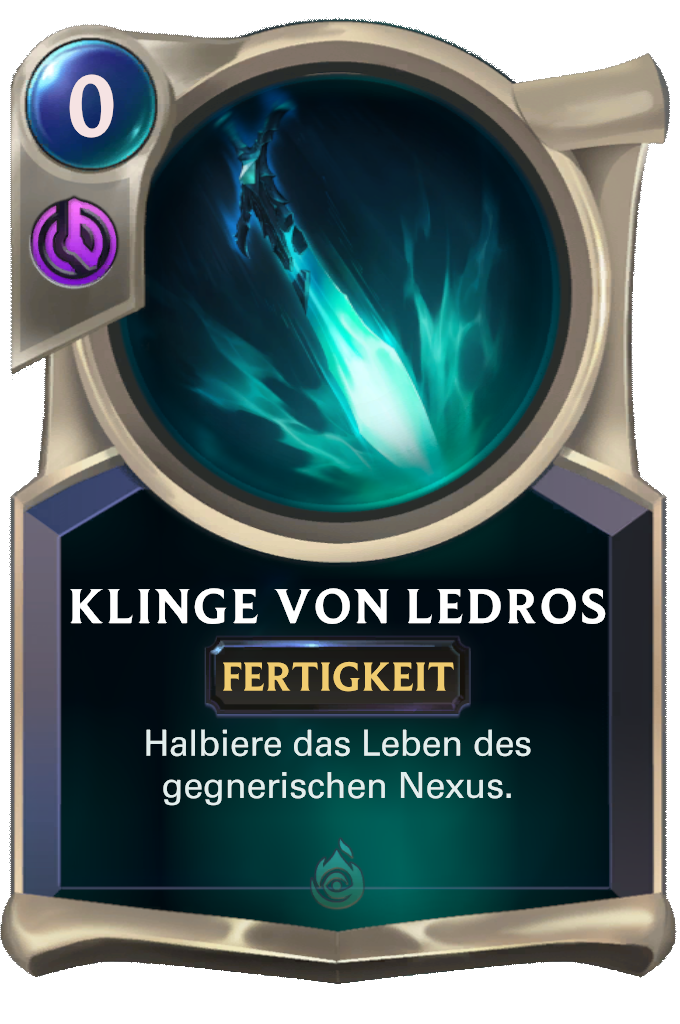 0
KLINGE VON LEDROS
FERTIGKEIT
Halbiere das Leben des
gegnerischen Nexus.